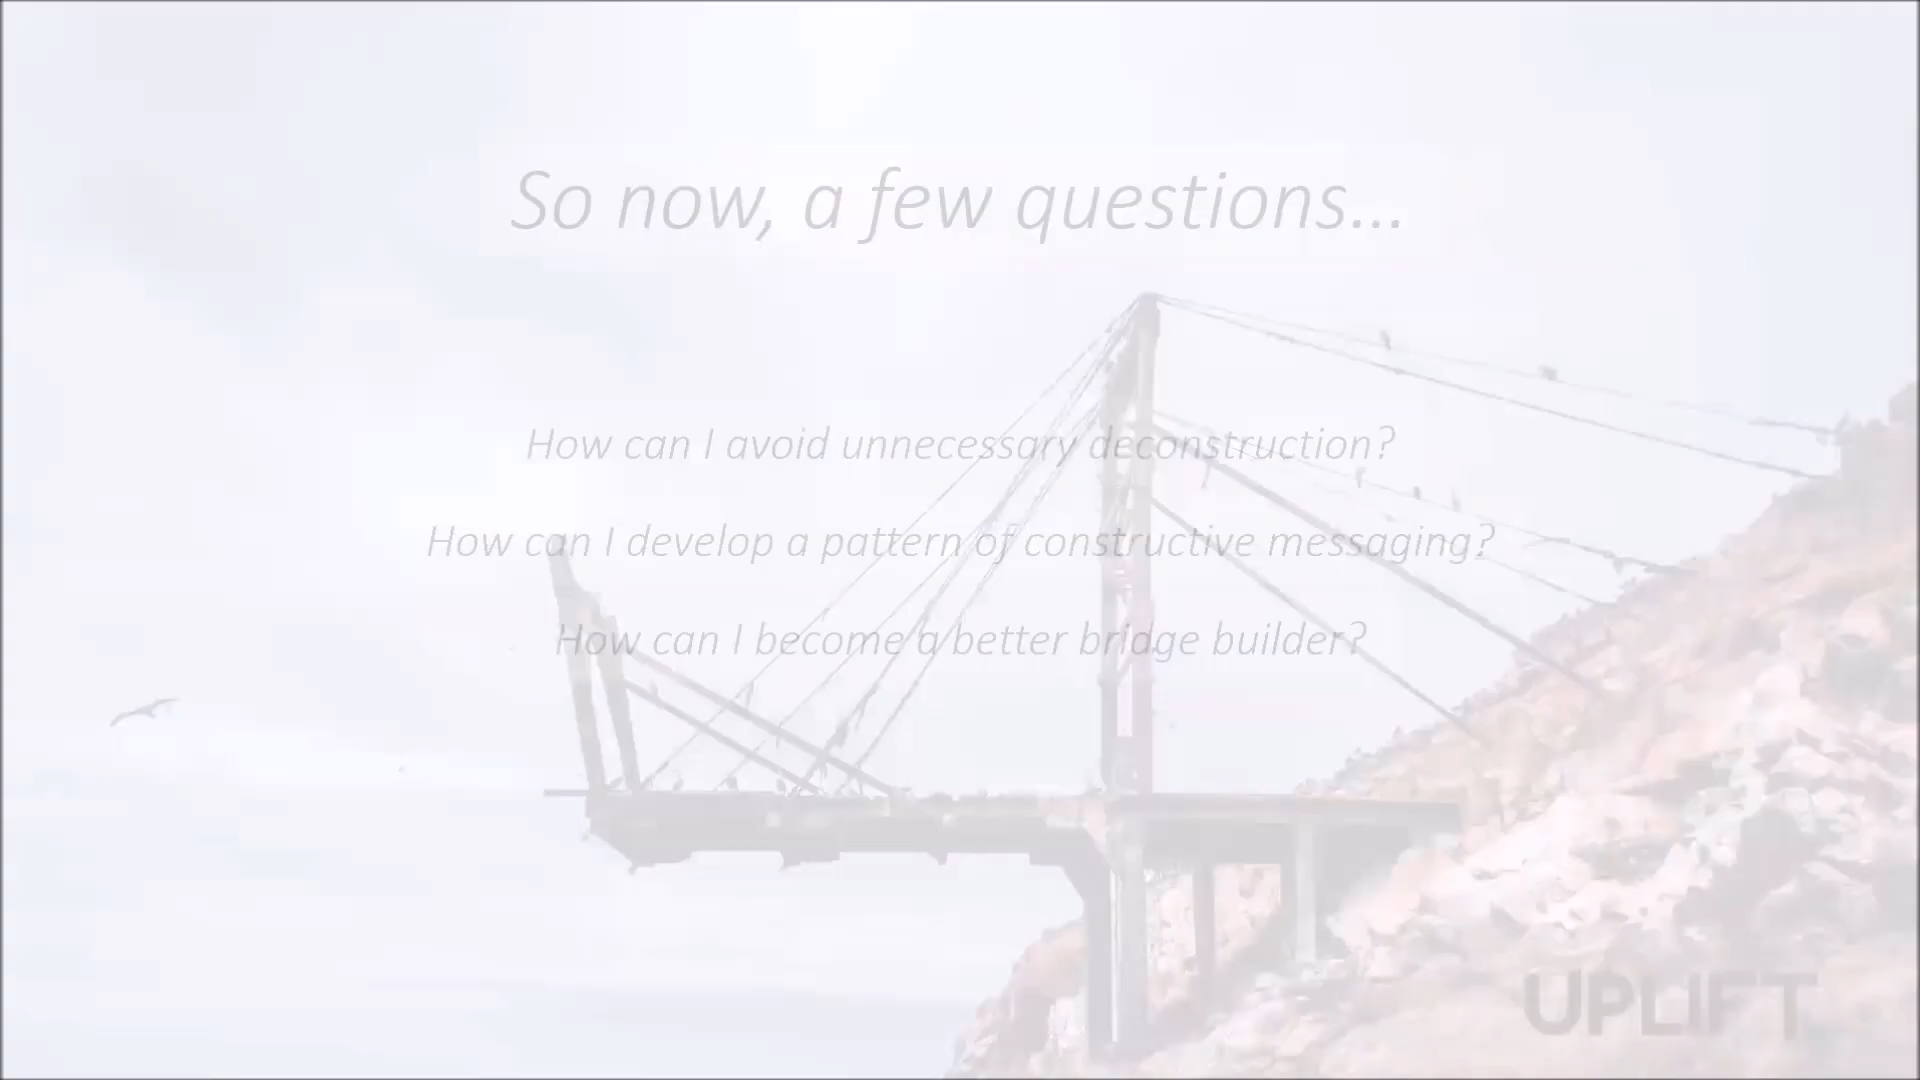 So now, a few questions...
How can I avoid unnecessary deconstruction?
How can I develop a pattern of constructive messaging?
How can I become a better bridge builder?
UPLIFT